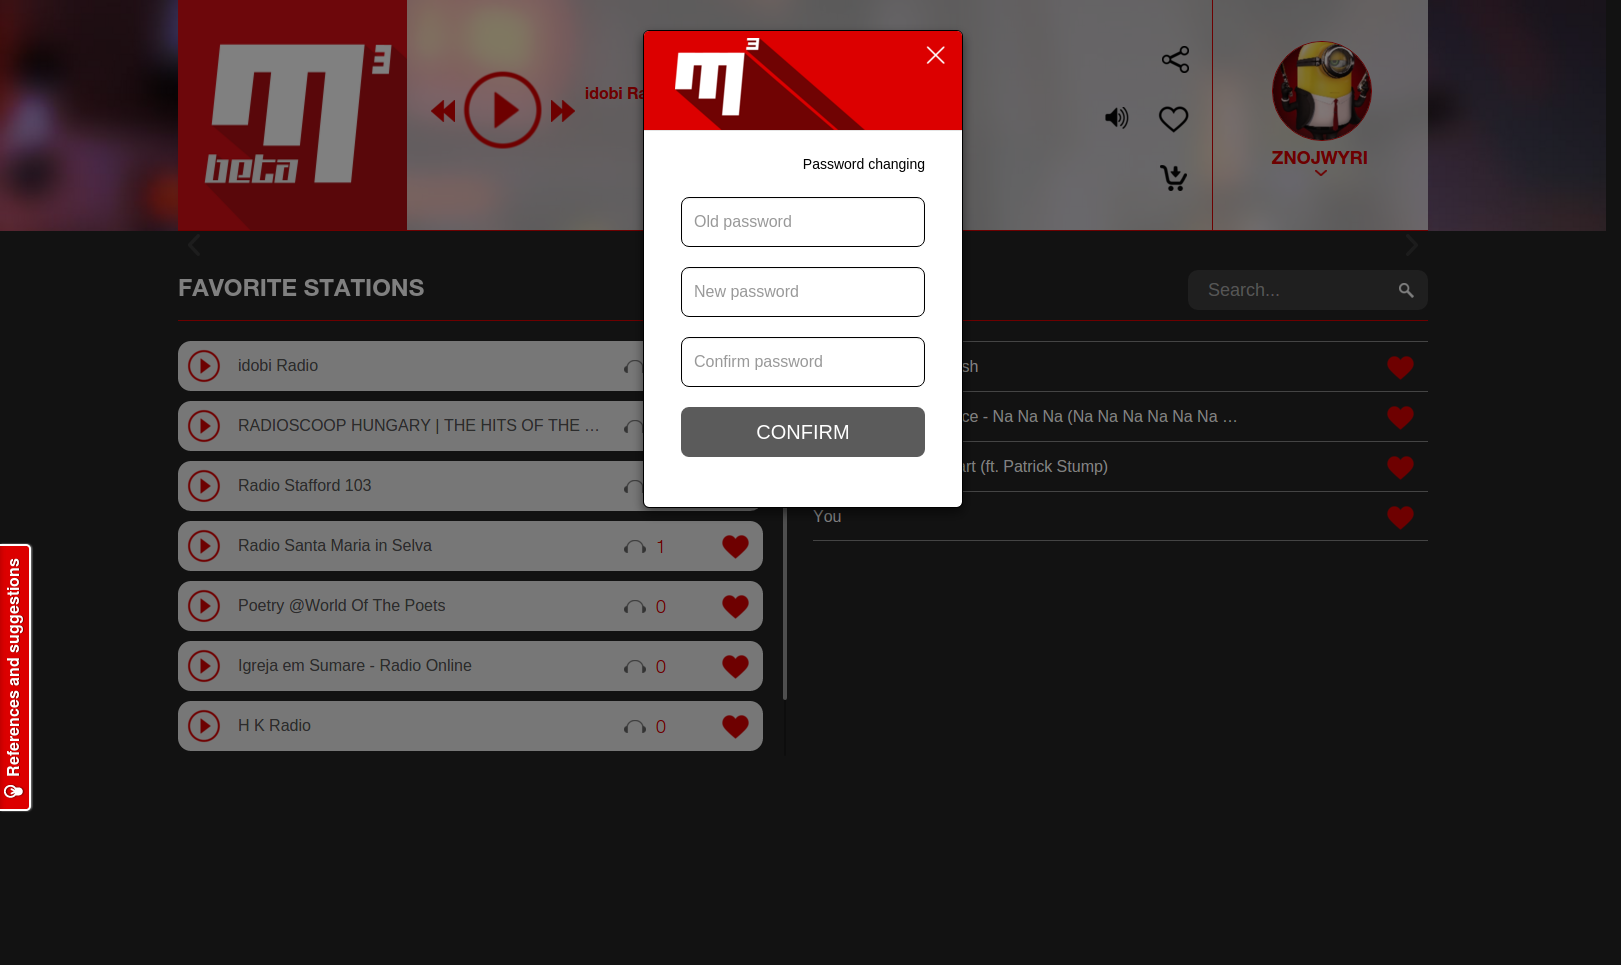 m3
beta
idobi Ra
ZNOJWYRI
m3
Password changing
Old password
New password
Confirm password
CONFIRM
FAVORITE STATIONS
Search...
idobi Radio
RADIOSCOOP HUNGARY | THE HITS OF THE ...
Radio Stafford 103
Radio Santa Maria in Selva
1
Poetry @World Of The Poets
0
Igreja em Sumare - Radio Online
0
H K Radio
0
sh
ce - Na Na Na (Na Na Na Na Na Na ...
art (ft. Patrick Stump)
You
References and suggestions